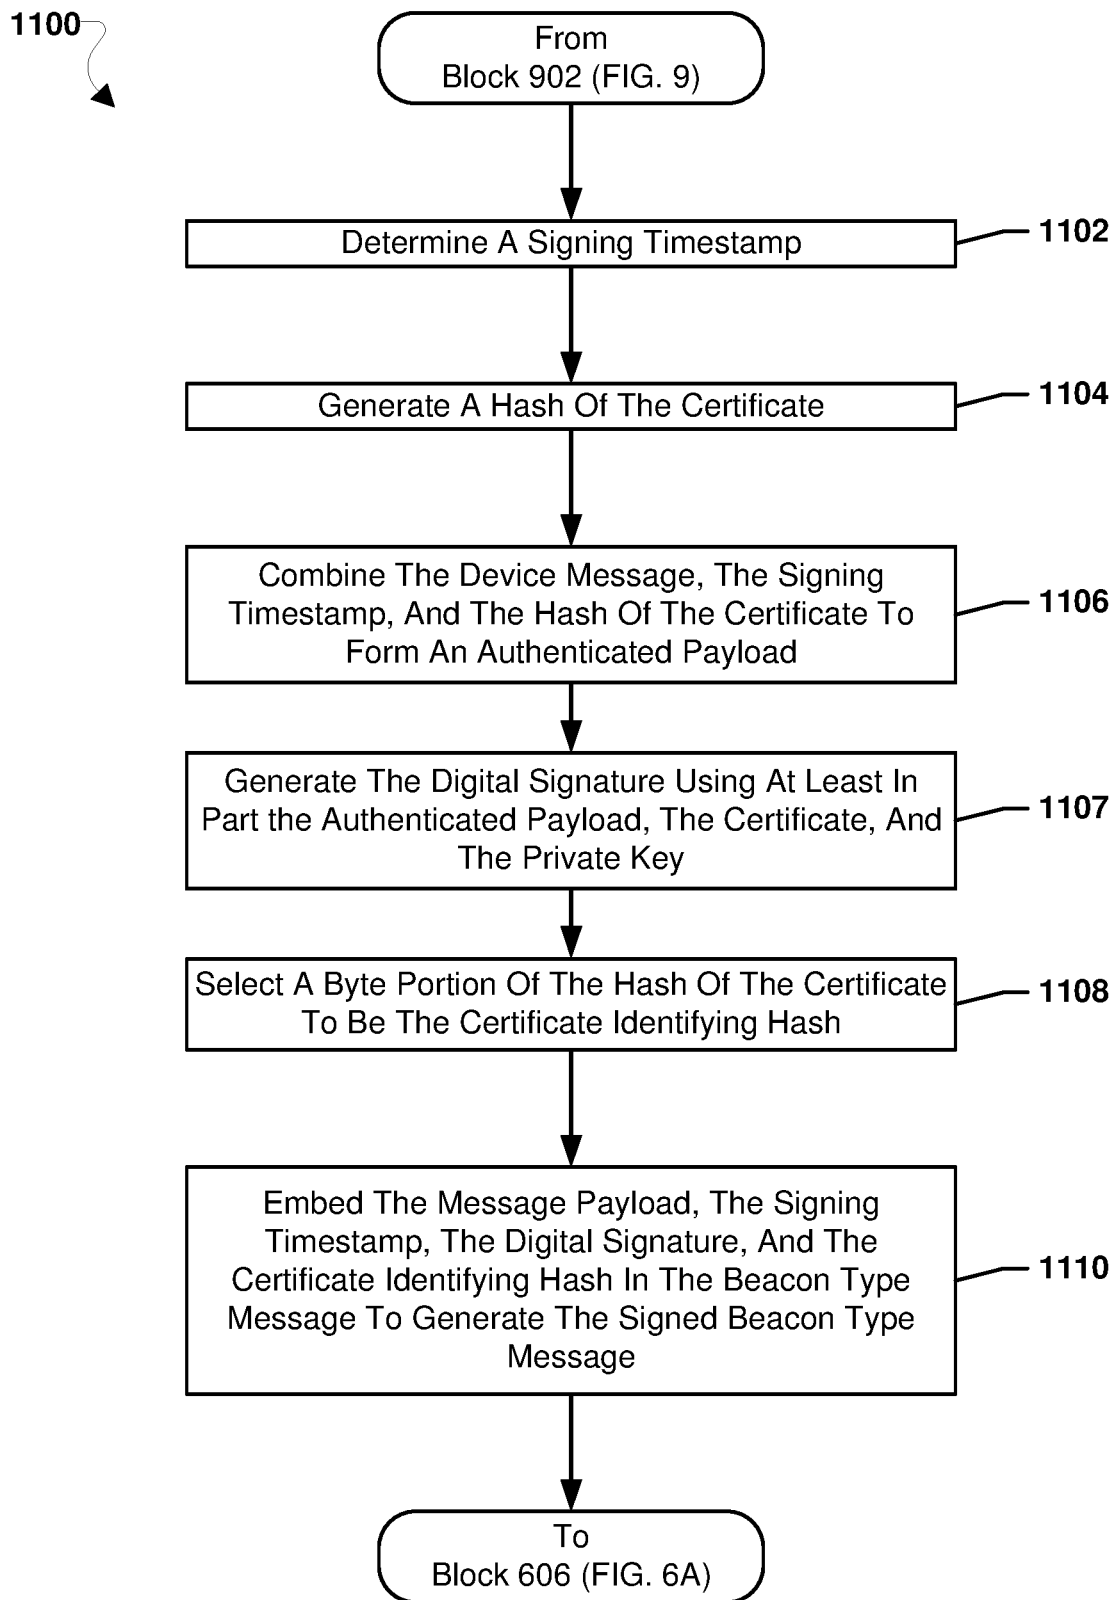 1100
From
Block 902 (FIG. 9)
Determine A Signing Timestamp
1102
Generate A Hash Of The Certificate
1104
Combine The Device Message, The Signing
Timestamp, And The Hash Of The Certificate To
Form An Authenticated Payload
1106
Generate The Digital Signature Using At Least In
Part the Authenticated Payload, The Certificate, And
The Private Key
1107
Select A Byte Portion Of The Hash Of The Certificate
To Be The Certificate Identifying Hash
1108
Embed The Message Payload, The Signing
Timestamp, The Digital Signature, And The
Certificate Identifying Hash In The Beacon Type
Message To Generate The Signed Beacon Type
Message
1110
To
Block 606 (FIG. 6A)